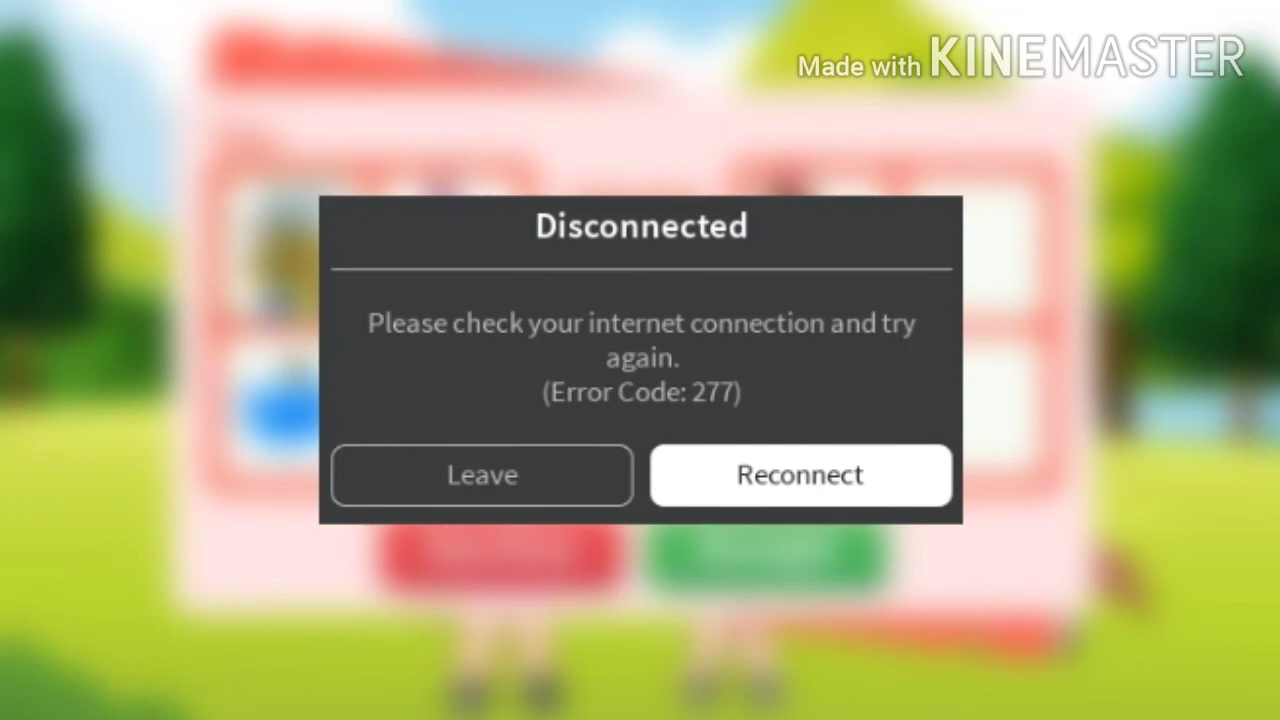 Made with KINEMASTER
Disconnected
Please check your internet connection and try
again.
(Error Code: 277)
Leave
Reconnect